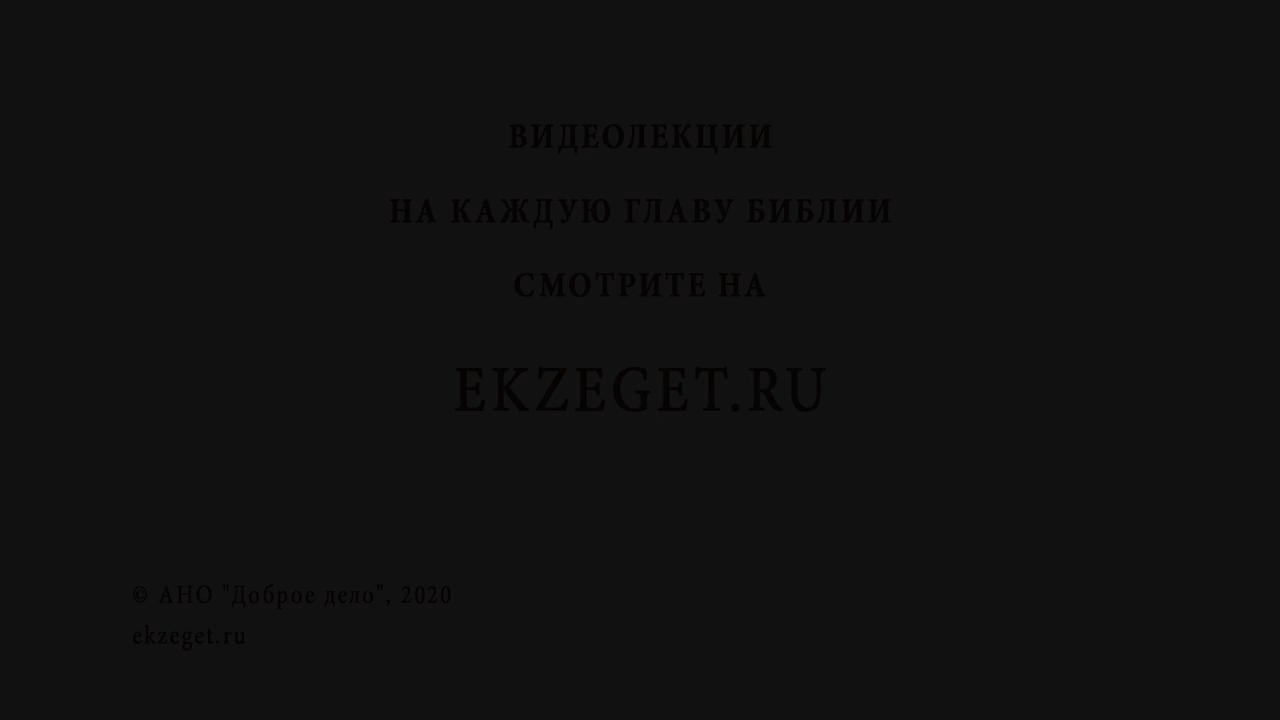 ВИДЕОЛЕКЦИИ
НА КАЖДУЮ ГЛАВУ БИБЛИИ
СМОТРИТЕ НА
EKZEGET.RU
© АНО "Доброе дело", 2020
ekzeget.ru